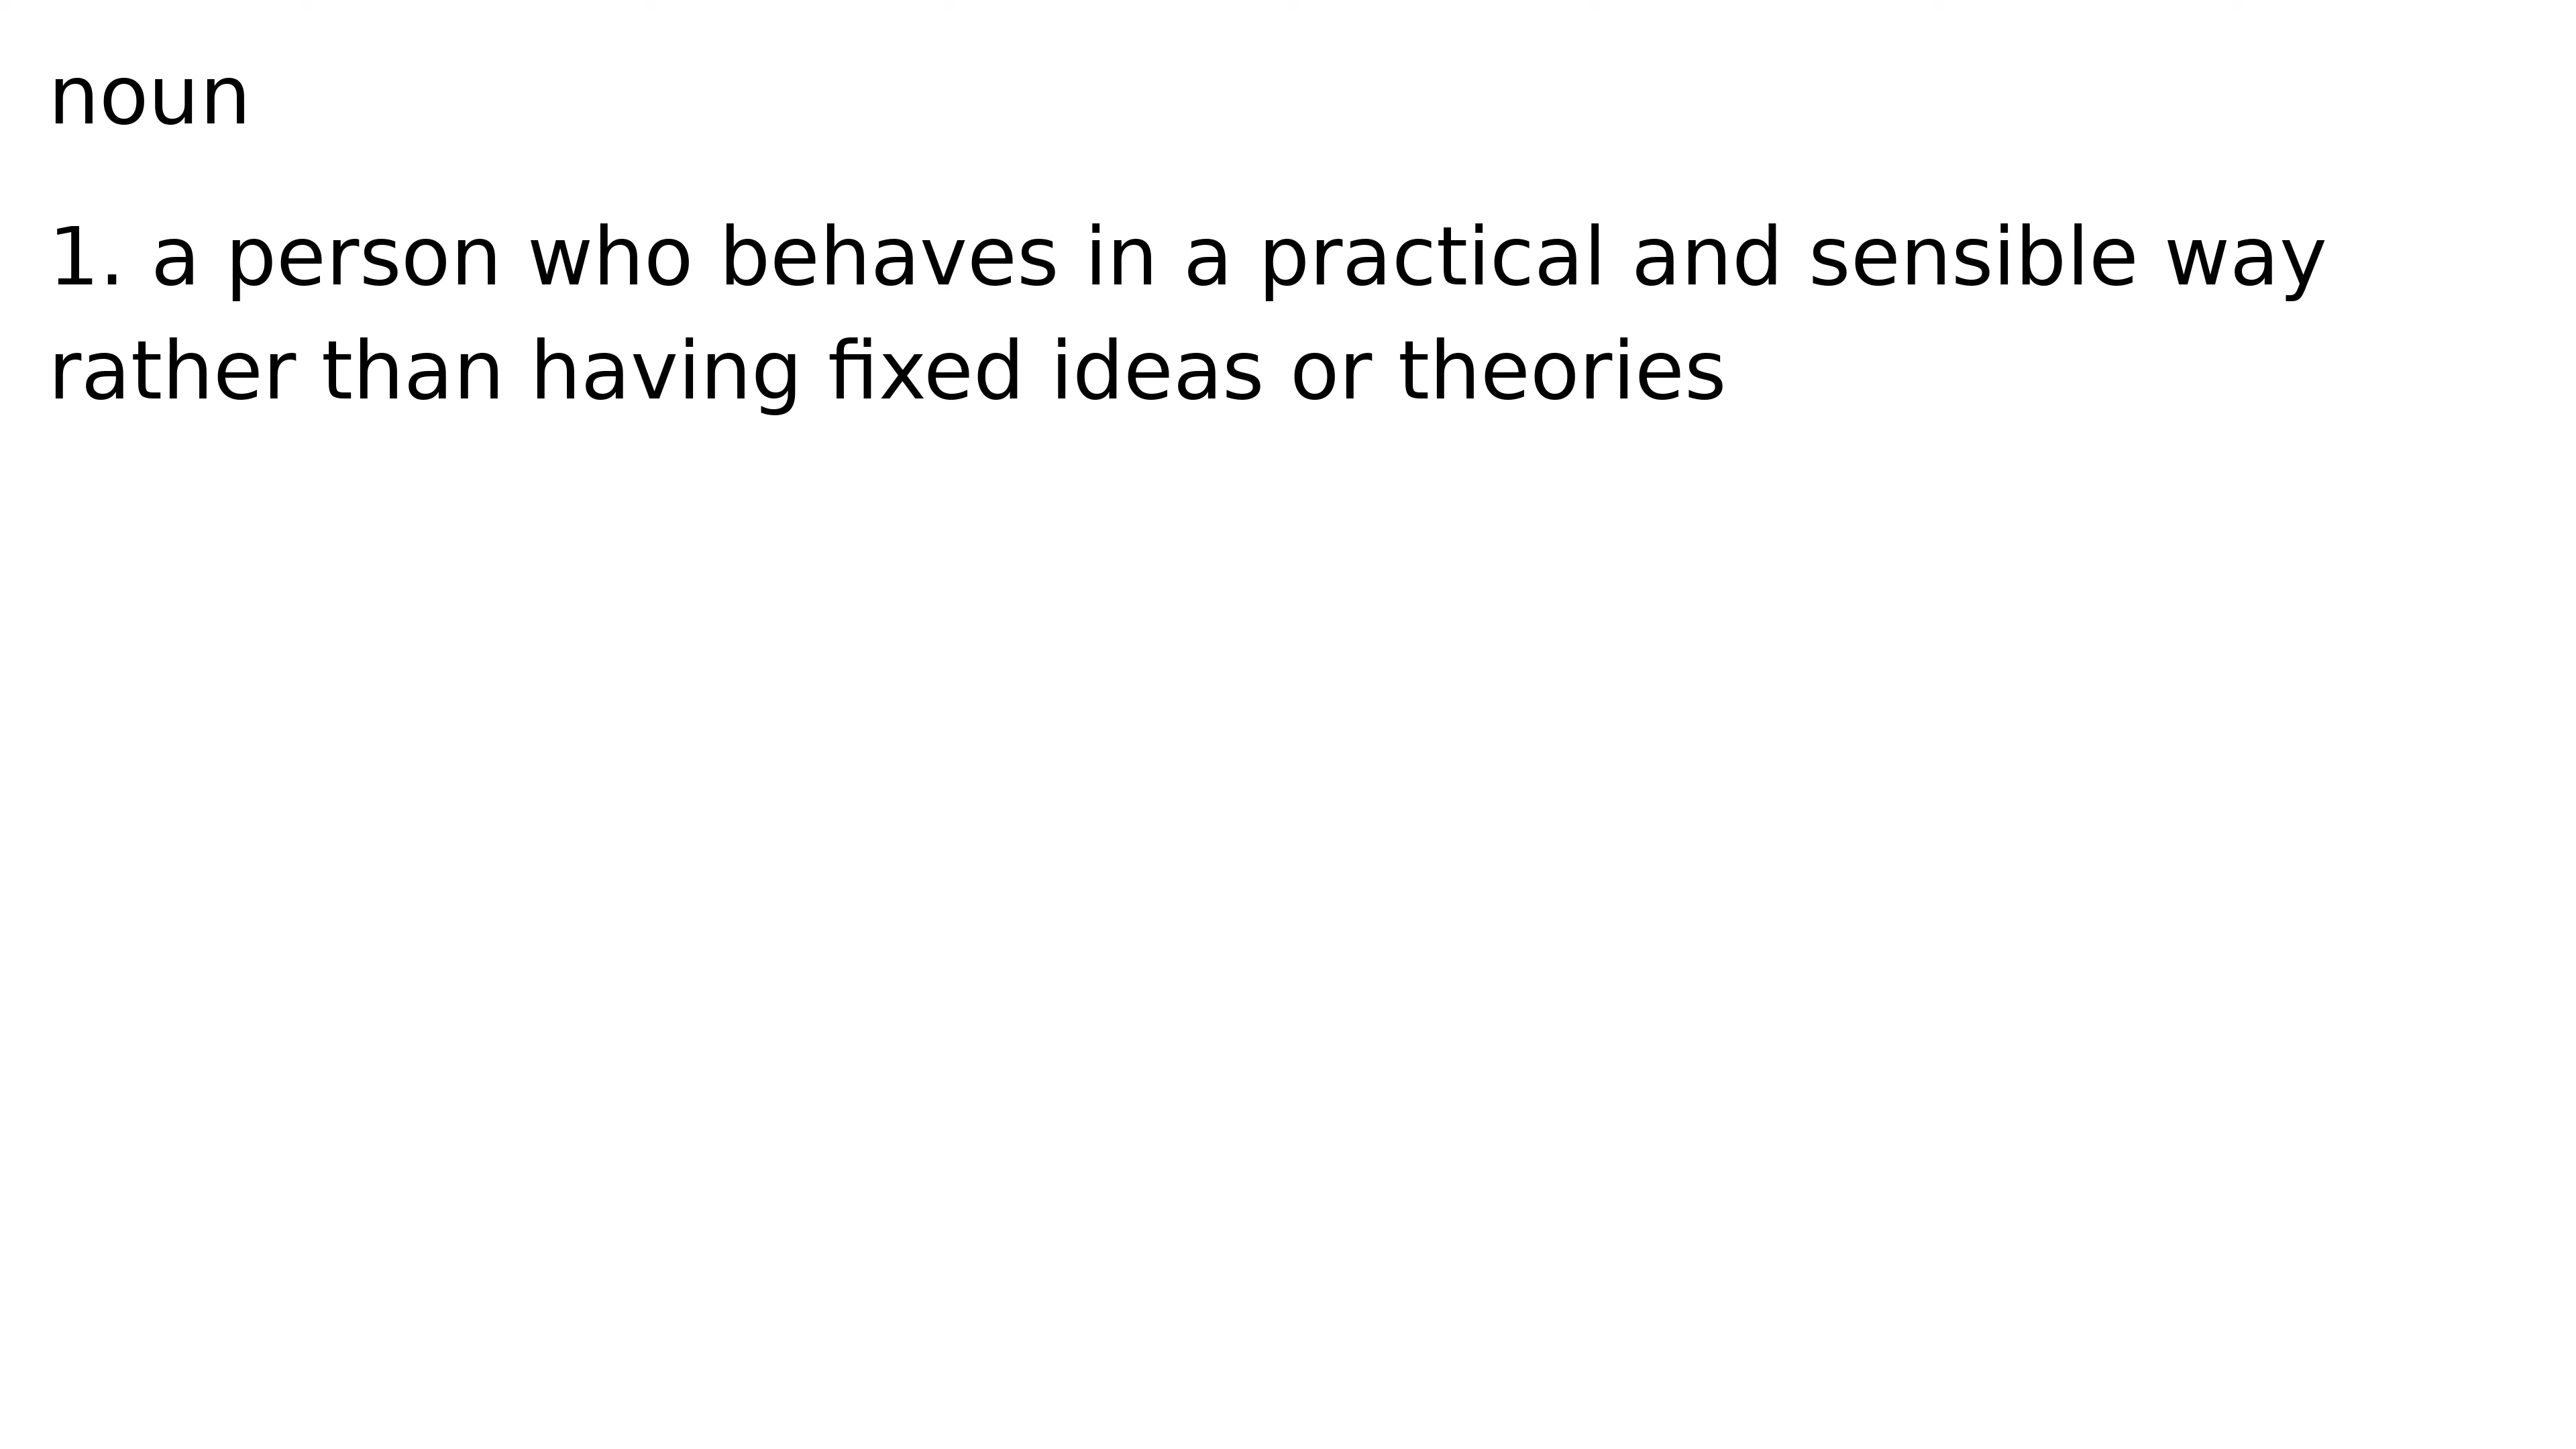 noun
1. a person who behaves in a practical and sensible way
rather than having fixed ideas or theories